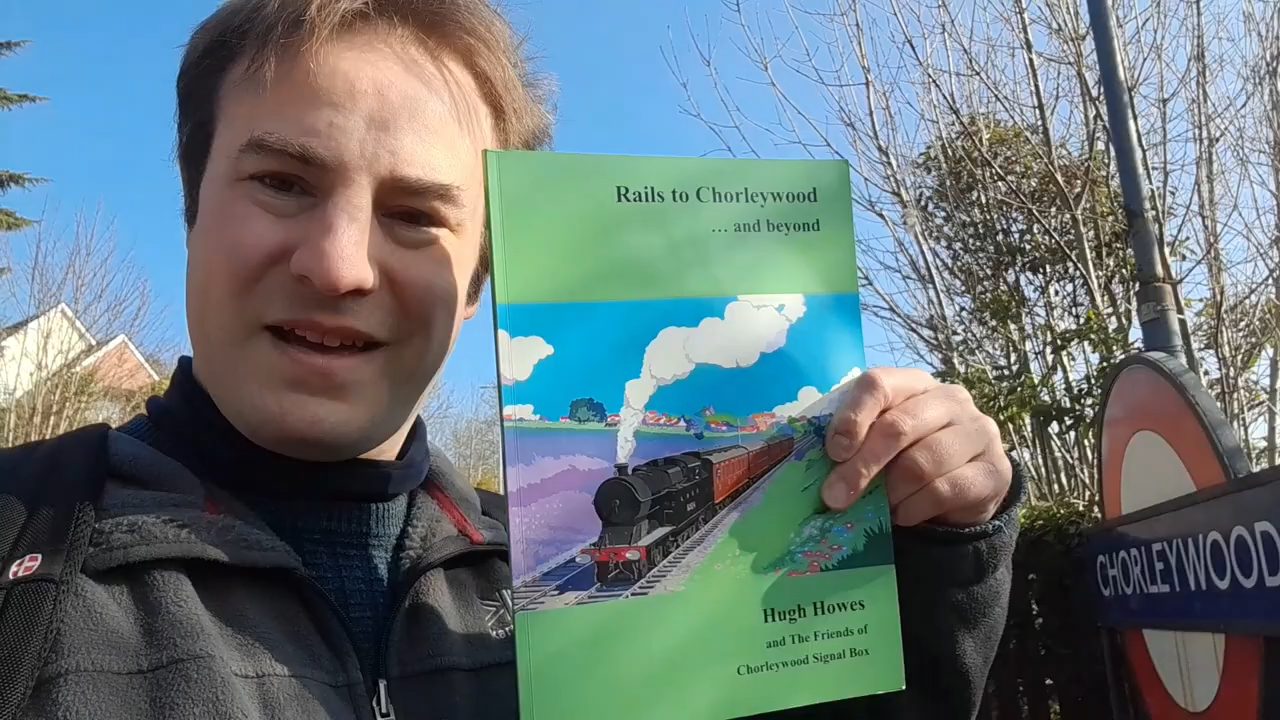 Rails to Chorleywood
... and beyond
Hugh Howes
and The Friends of
Chorleywood Signal Box
CHORLEYWOOD